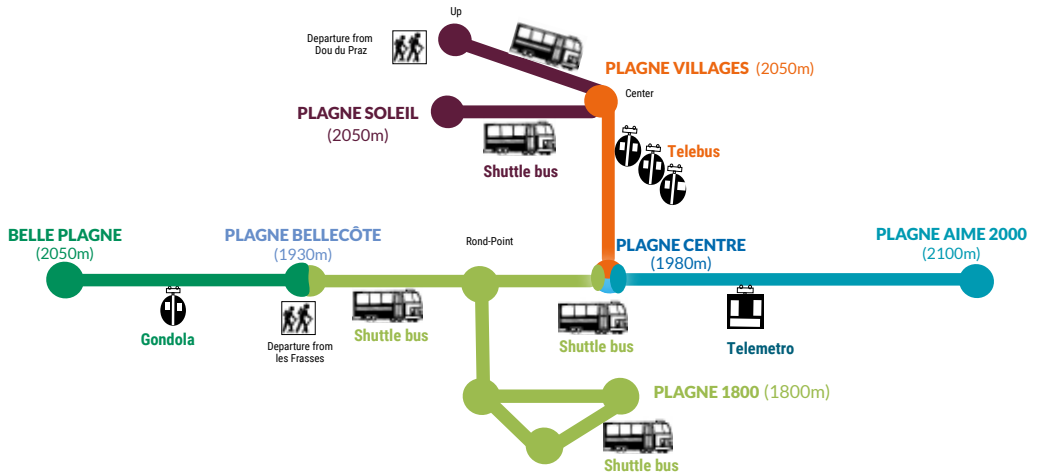 Up
Departure from
Dou du Praz
PLAGNE VILLAGES (2050m)
Center
PLAGNE SOLEIL
(2050m)
Telebus
Shuttle bus
BELLE PLAGNE
(2050m)
PLAGNE BELLECÔTE
(1930m)
Rond-Point
PLAGNE CENTRE
(1980m)
PLAGNE AIME 2000
(2100m)
Gondola
Departure from
les Frasses
Shuttle bus
Shuttle bus
Telemetro
PLAGNE 1800 (1800m)
Shuttle bus